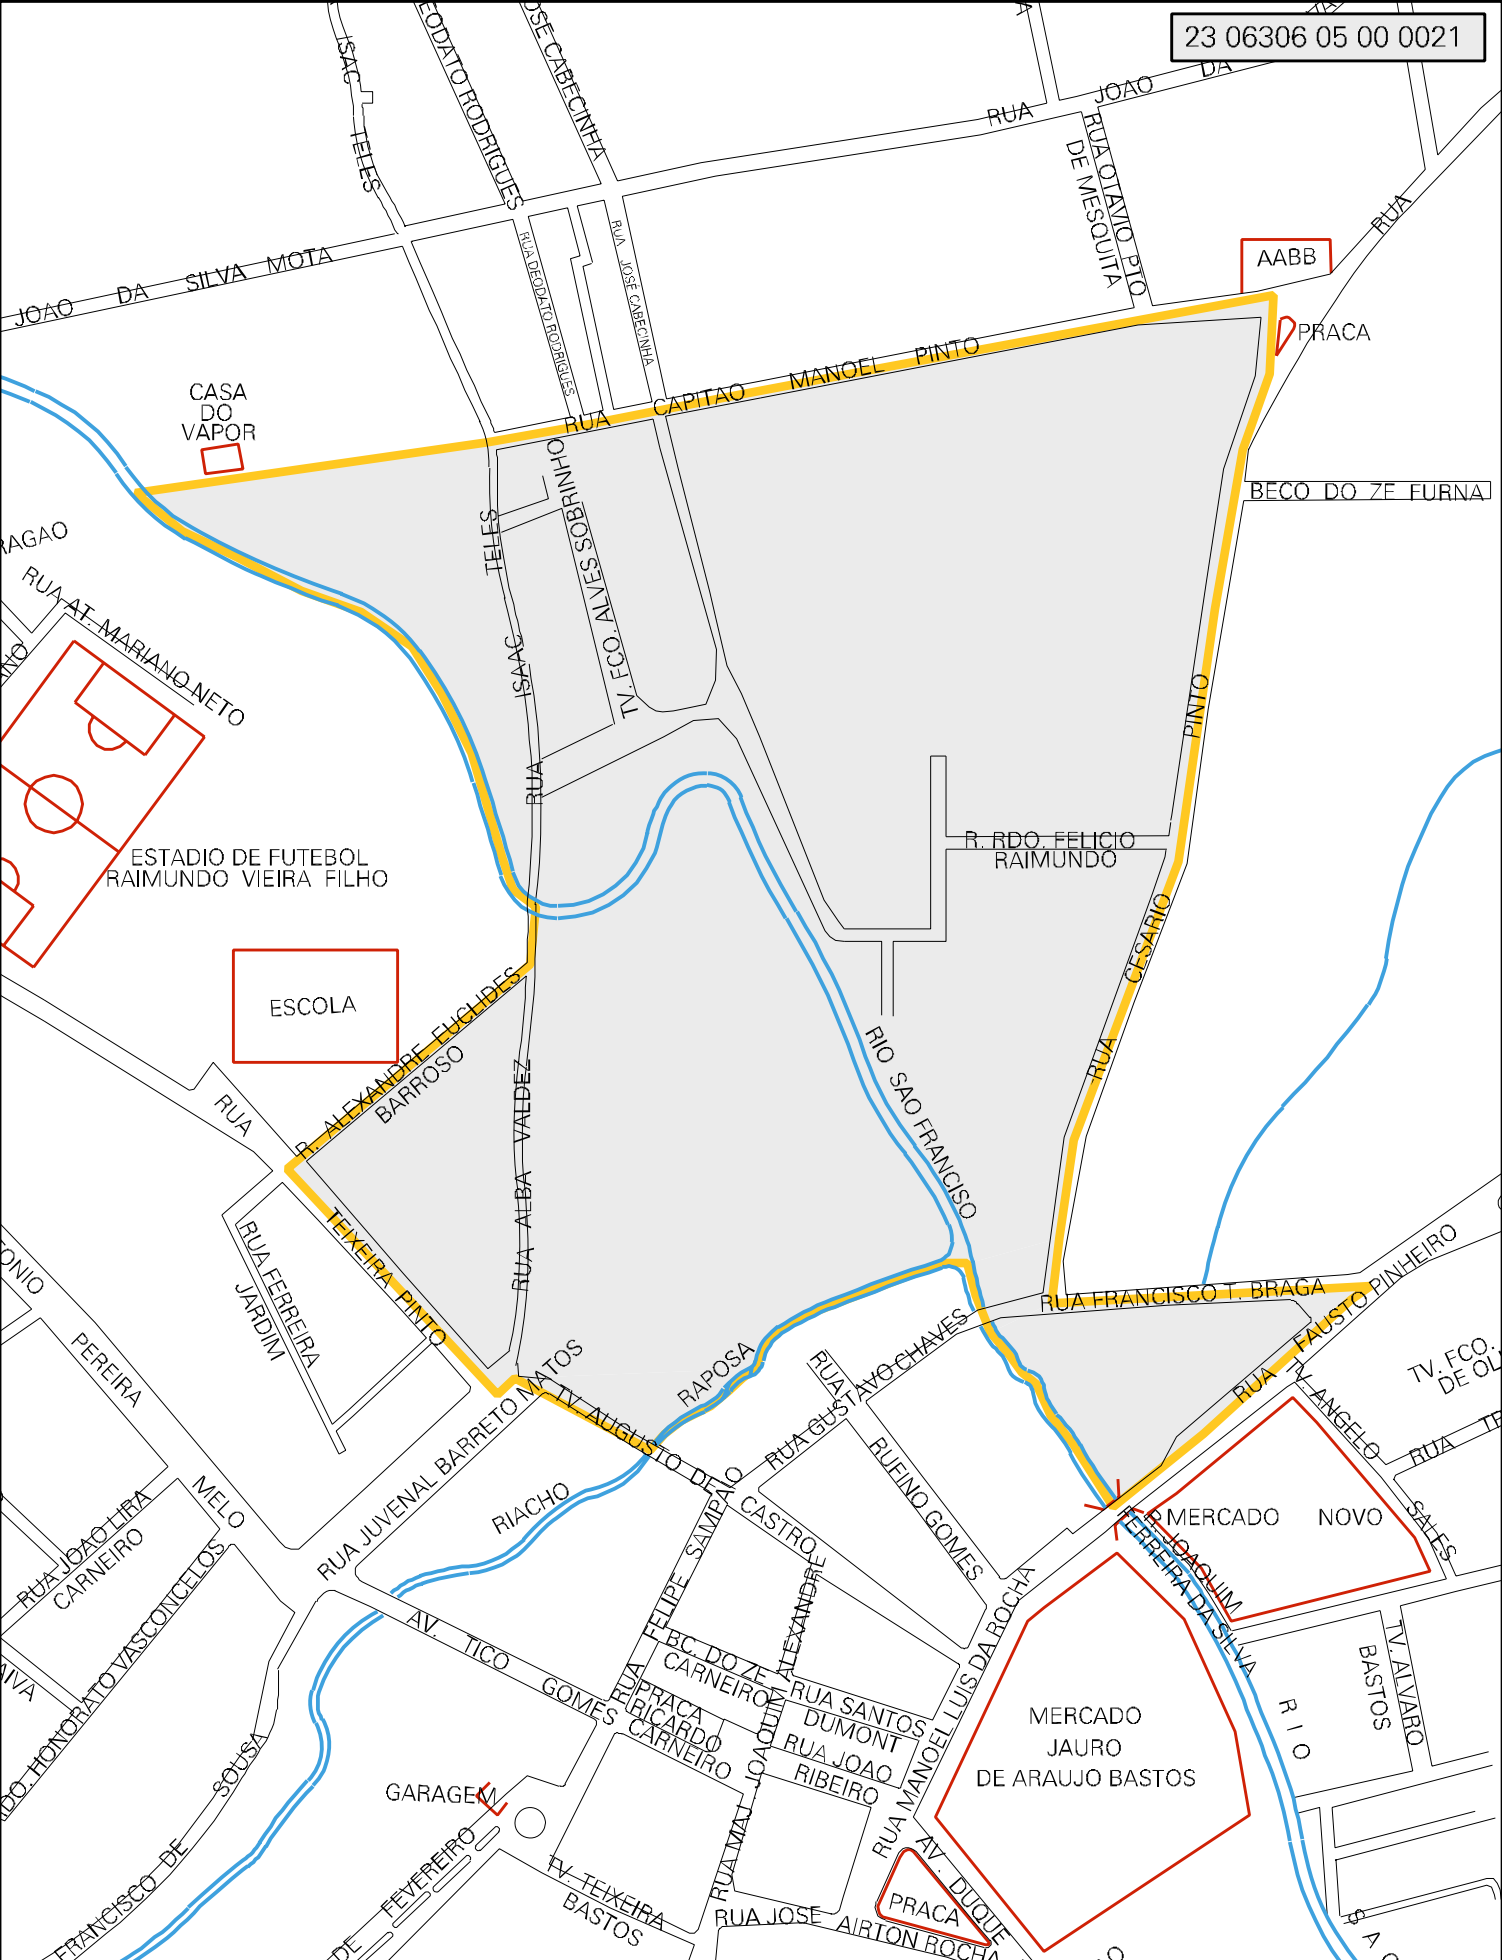 23 06306 05 00 0021
ISAC TELES
DEODATO RODRIGUES
JOSE CABECINHA
RUA JOAO DA
RUA OTAVIO PTO
DE MESQUITA
RUA
AABB
PRACA
JOAO DA SILVA MOTA
RUA DEODATO RODRIGUES
RUA JOSÉ CABECINHA
CASA
DO
VAPOR
RUA CAPITAO MANOEL PINTO
BECO DO ZE FURNA
RUA AT. MARIANO NETO
RUA ISAAC TELES
TV. FCO. ALVES SOBRINHO
ESTADIO DE FUTEBOL
RAIMUNDO VIEIRA FILHO
R. RDO. FELICIO
RAIMUNDO
RUA CESARIO PINTO
ESCOLA
R. ALEXANDRE EUCLIDES
BARROSO
RIO SAO FRANCISO
RUA TEIXEIRA PINTO
RUA ALBA VALDEZ
RUA FERREIRA
JARDIM
PEREIRA
MELO
RUA FRANCISCO T. BRAGA
RUA FAUSTO PINHEIRO
RUA GUSTAVO CHAVES
RIACHO RAPOSA
TV. AUGUSTO DE
CASTRO
RUA JUVENAL BARRETO MATOS
RUA RUFINO GOMES
TV. ANGELO SALES
TV. FCO.
DE OL
RUA TE
MERCADO NOVO
R. JOAQUIM
FERREIRA DA SILVA
RUA JOAO LIRA
CARNEIRO
HONORATO VASCONCELOS
AV. TICO GOMES
CARNEIRO
RUA FELIPE SAMPAIO
BC. DO ZE
CARNEIRO
PRACA
RICARDO
RUA MAJ JOAQUIM ALEXANDRE
RUA SANTOS
DUMONT
RUA JOAO
RIBEIRO
RUA MANOEL LUIS DA ROCHA
MERCADO
JAURO
DE ARAUJO BASTOS
RIO
TV. ALVARO
BASTOS
FRANCISCO DE SOUSA
GARAGEM
DE FEVEREIRO
TV. TEIXEIRA
BASTOS
RUA JOSE AIRTON ROCHA
PRACA
AV. DUQUE